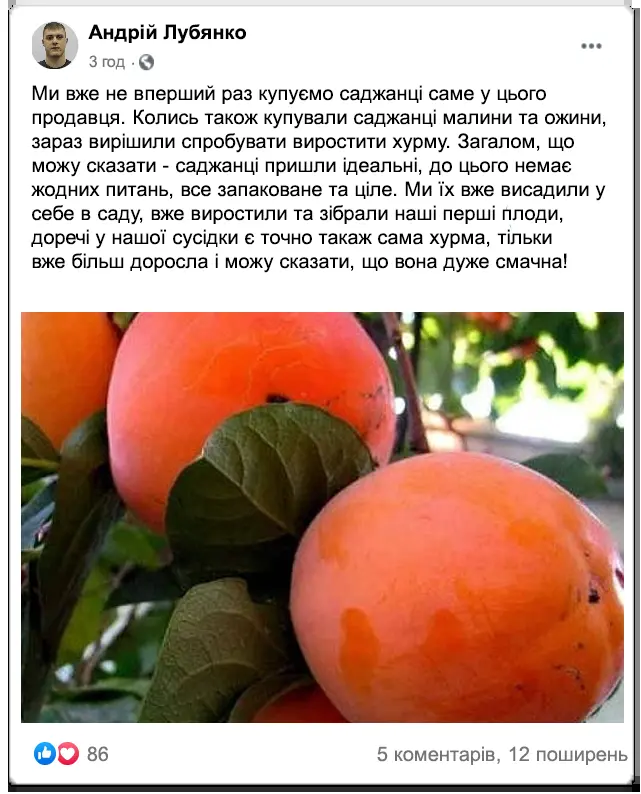 Андрій Лубянко
3 год ·
Ми вже не вперший раз купуємо саджанці саме у цього
продавця. Колись також купували саджанці малини та ожини,
зараз вирішили спробувати виростити хурму. Загалом, що
можу сказати - саджанці пришли ідеальні, до цього немає
жодних питань, все запаковане та ціле. Ми їх вже висадили у
себе в саду, вже виростили та зібрали наші перші плоди,
доречі у нашої сусідки є точно такаж сама хурма, тільки
вже більш доросла і можу сказати, що вона дуже смачна!
86
5 коментарів, 12 поширень